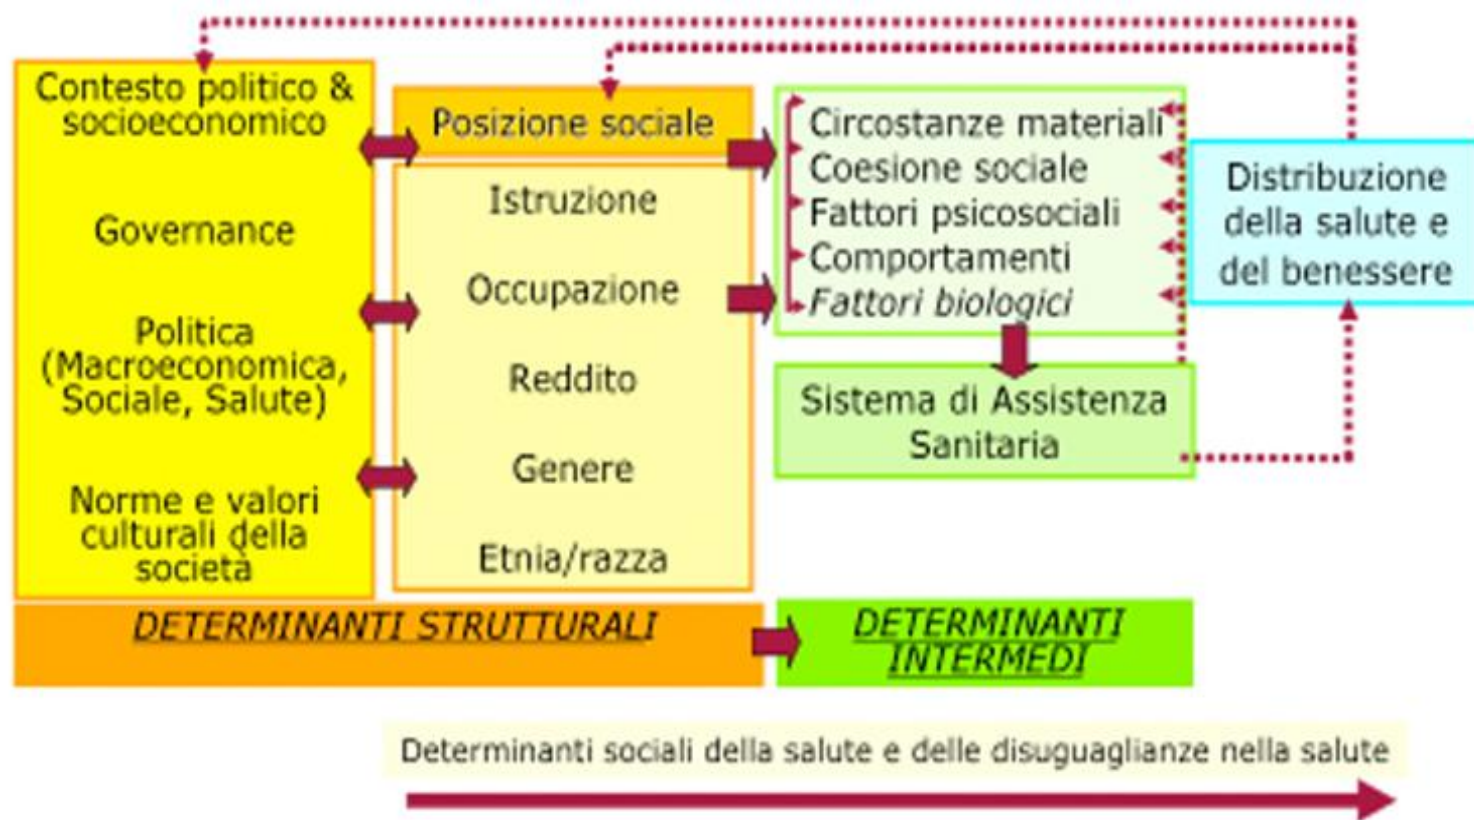 Contesto politico &
socioeconomico
Governance
Politica
(Macroeconomica,
Sociale, Salute)
Norme e valori
culturali della
società
Posizione sociale
Istruzione
Occupazione
Reddito
Genere
Etnia/razza
Circostanze materiali
Coesione sociale
Fattori psicosociali
Comportamenti
Fattori biologici
Sistema di Assistenza
Sanitaria
Distribuzione
della salute e
del benessere
DETERMINANTI STRUTTURALI
DETERMINANTI
INTERMEDI
Determinanti sociali della salute e delle disuguaglianze nella salute